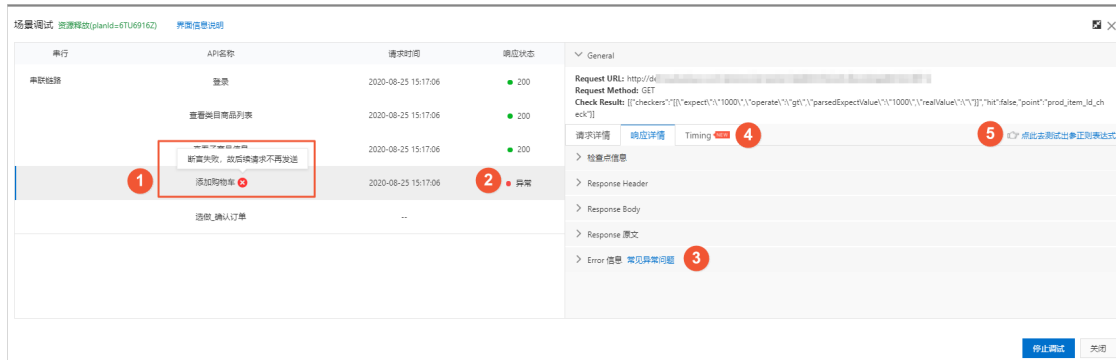 场景调试 资源释放(planId=6TU6916Z) 界面信息说明
串行 API名称 请求时间 响应状态
串联链路 登录 2020-08-25 15:17:06 200
查看类目商品列表 2020-08-25 15:17:06 200
2020-08-25 15:17:06 200
断言失败，故后续请求不再发送
1 添加购物车 2020-08-25 15:17:06 2 异常
选做_确认订单 --
General
Request URL: http://de
Request Method: GET
Check Result: [{"checkers":"[{\"expect\":\"1000\",\"operate\":\"gt\",\"parsedExpectValue\":\"1000\",\"realValue\":\"\"}]","hit":false,"point":"prod_item_Id_ch
eck"}]
请求详情 响应详情 Timing NEW 4 5 点此去测试出参正则表达式
检查点信息
Response Header
Response Body
Response 原文
Error 信息 常见异常问题 3
停止调试 关闭